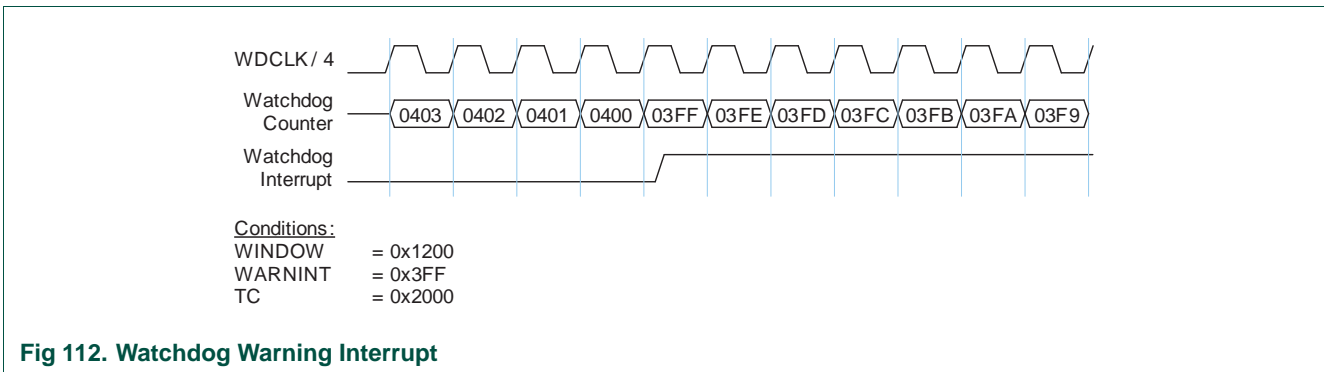 WDCLK / 4
Watchdog
Counter
0403 0402 0401 0400 03FF 03FE 03FD 03FC 03FB 03FA 03F9
Watchdog
Interrupt
Conditions:
WINDOW = 0x1200
WARNINT = 0x3FF
TC = 0x2000
Fig 112. Watchdog Warning Interrupt